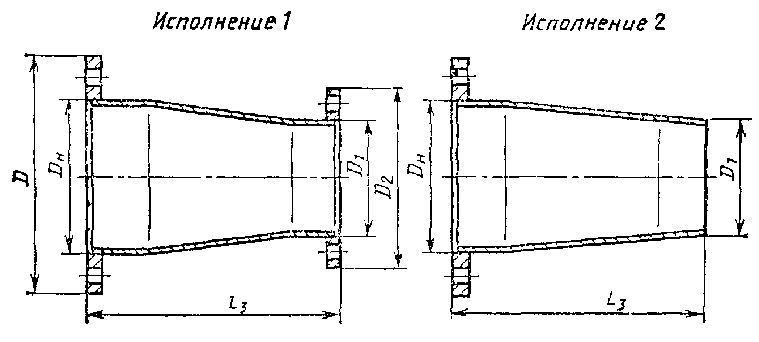 Исполнение 1
Исполнение 2
D
Dн
D1
D2
Dн
D1
l3
L3